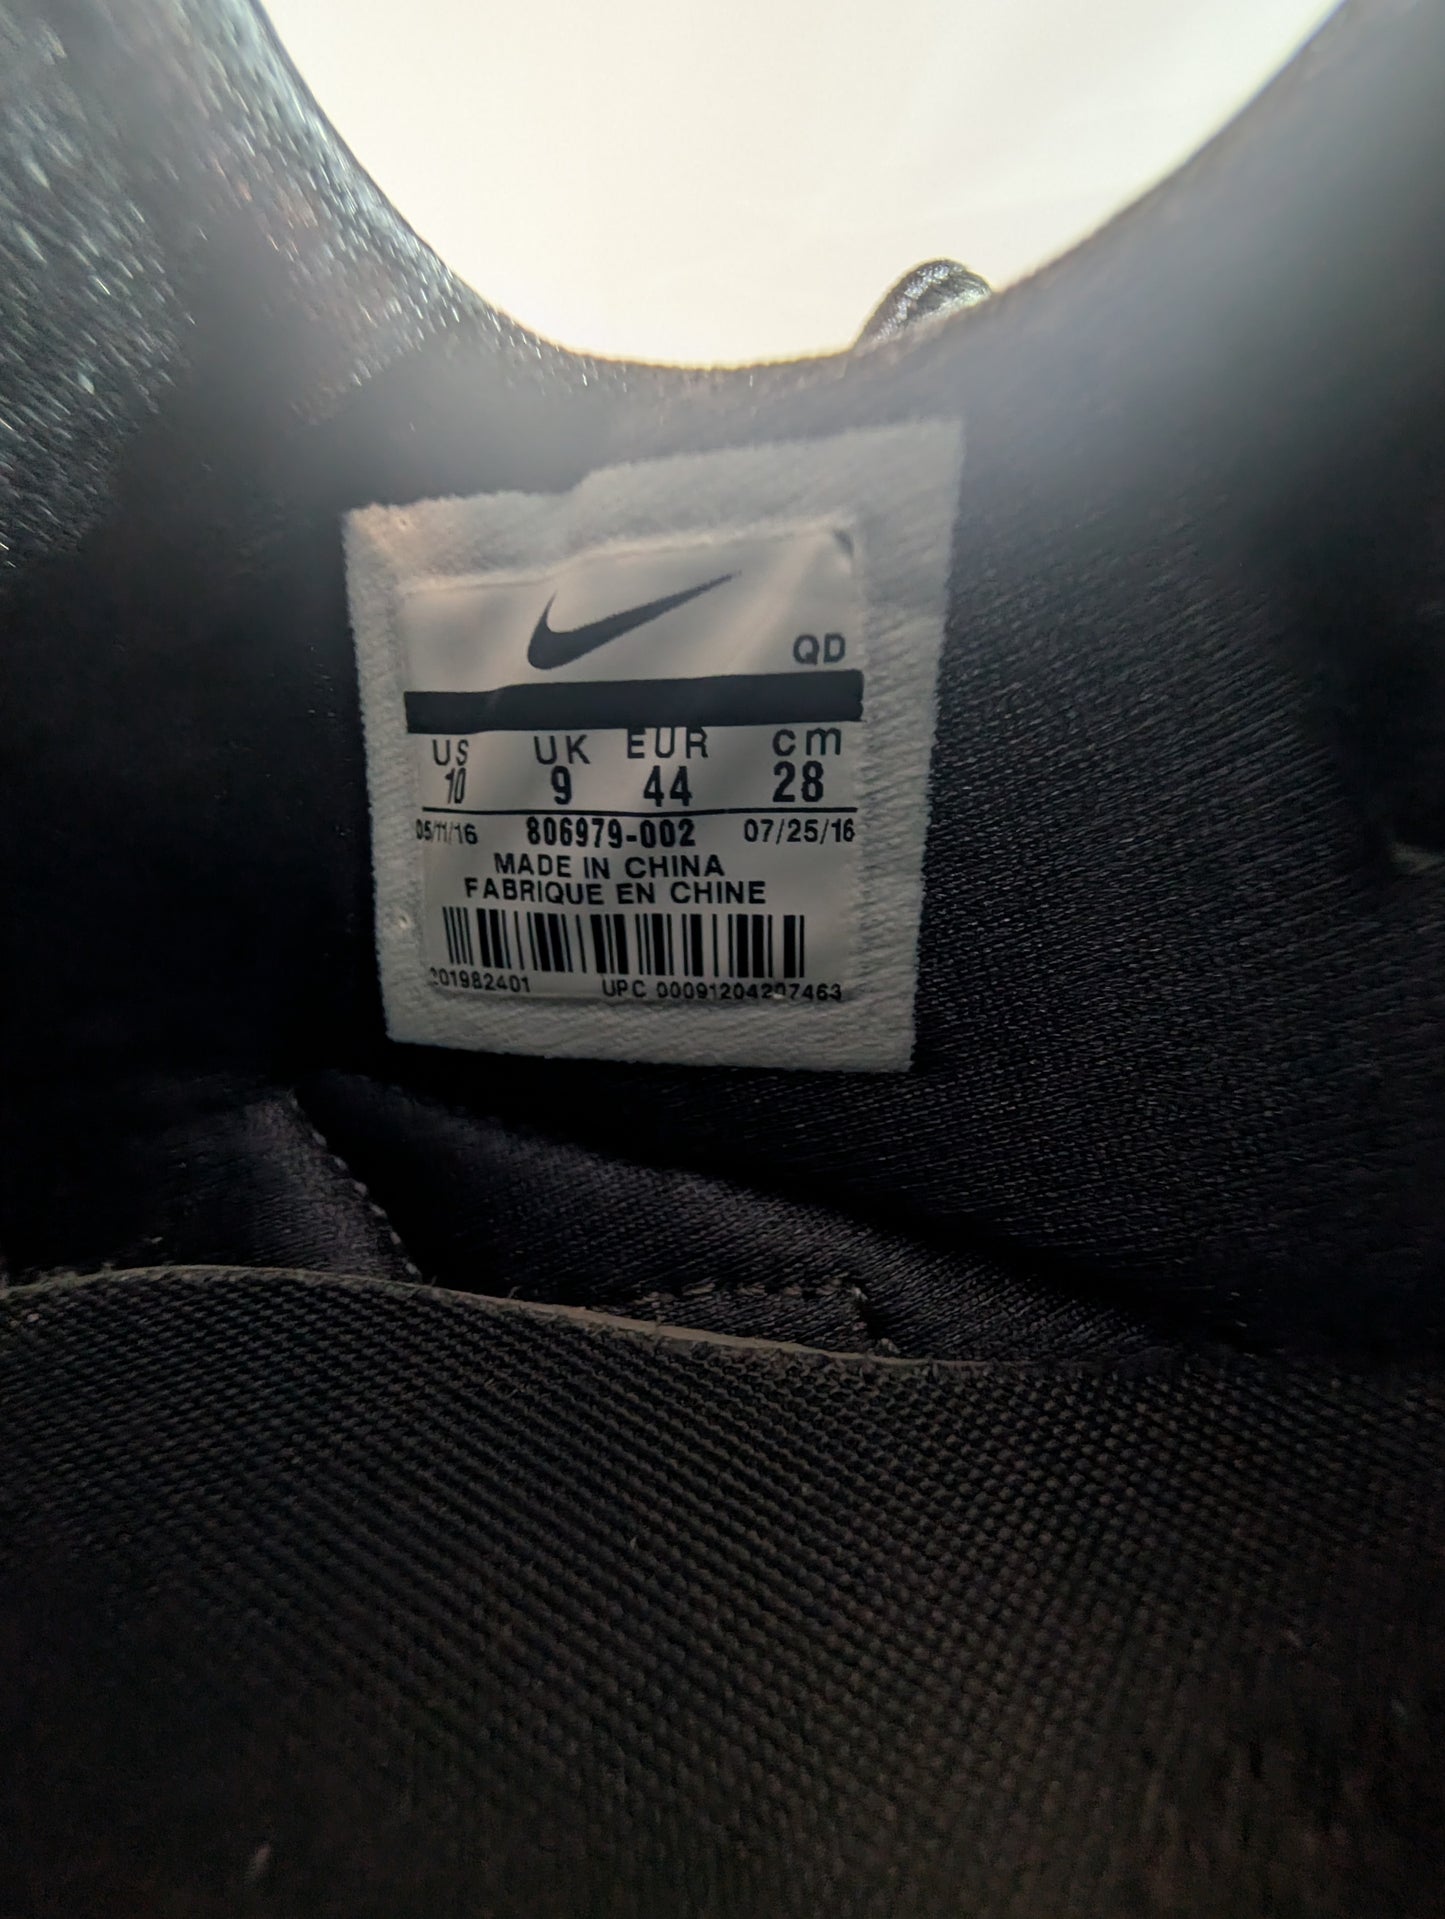 QD
US UK EUR cm
10 9 44 28
05/11/16 806979-002 07/25/16
MADE IN CHINA
FABRIQUE EN CHINE
UPC 00091204207463